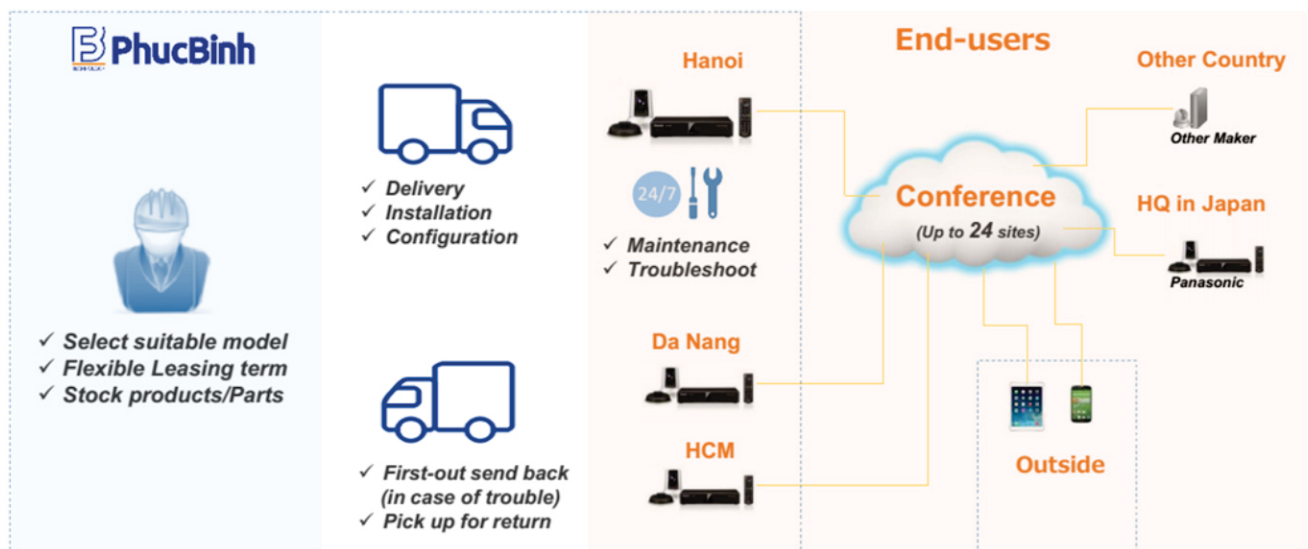 PhucBinh
✓ Select suitable model
✓ Flexible Leasing term
✓ Stock products/Parts
✓ Delivery
✓ Installation
✓ Configuration
✓ First-out send back
(in case of trouble)
✓ Pick up for return
Hanoi
24/7
✓ Maintenance
✓ Troubleshoot
Da Nang
HCM
End-users
Conference
(Up to 24 sites)
Other Country
Other Maker
HQ in Japan
Panasonic
Outside